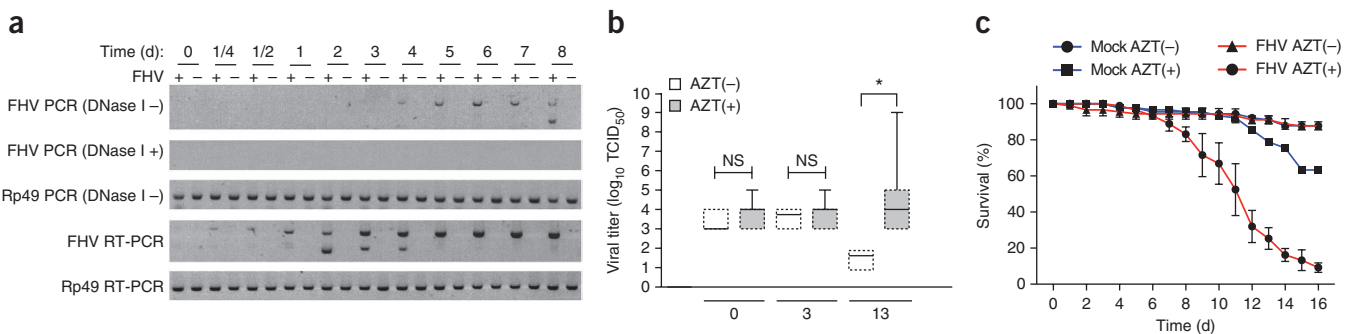 a
Time (d): 0 1/4 1/2 1 2 3 4 5 6 7 8
FHV + – + – + – + – + – + – + – + – + – + – + –
FHV PCR (DNase I –)
FHV PCR (DNase I +)
Rp49 PCR (DNase I –)
FHV RT-PCR
Rp49 RT-PCR
b
AZT(–)
AZT(+)
Viral titer (log10 TCID50)
10
9
8
7
6
5
4
3
2
1
0
NS
NS
*
0 3 13
c
Mock AZT(–) FHV AZT(–)
Mock AZT(+) FHV AZT(+)
Survival (%)
100
80
60
40
20
0
0 2 4 6 8 10 12 14 16
Time (d)